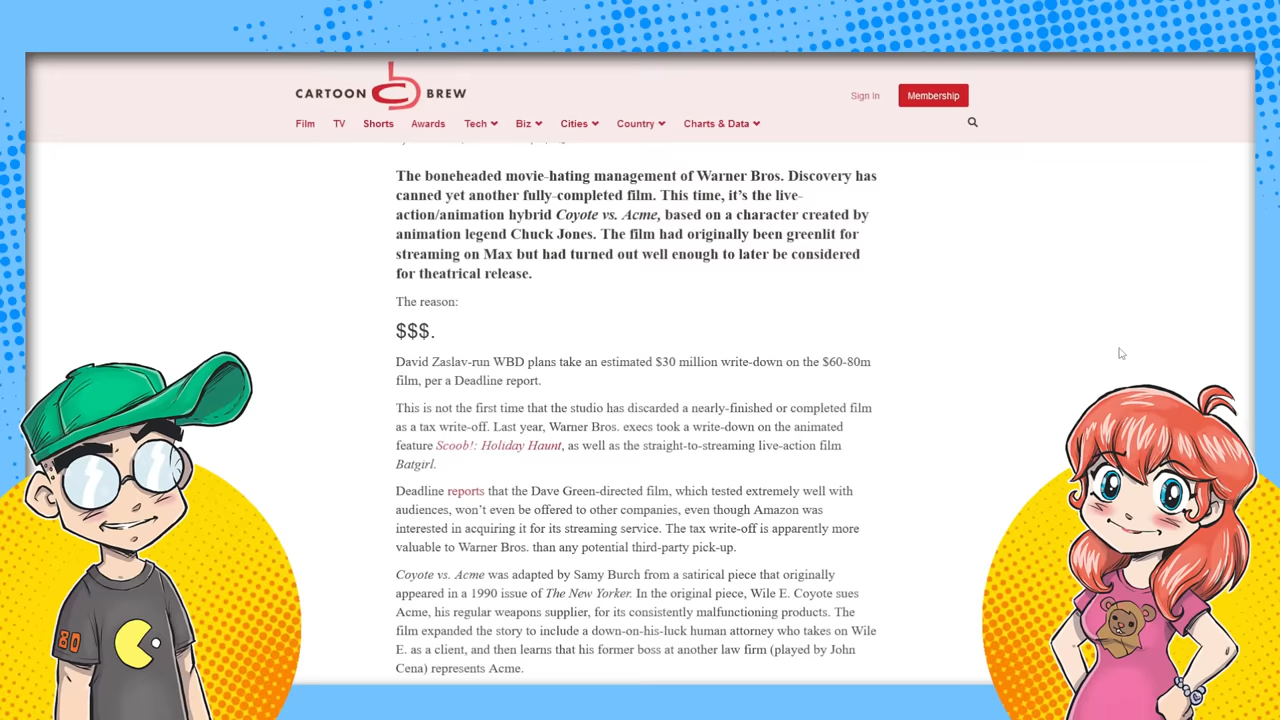 CARTOON BREW
Sign In
Membership
Film TV Shorts Awards Tech Biz Cities Country Charts & Data
The boneheaded movie-hating management of Warner Bros. Discovery has
canned yet another fully-completed film. This time, it's the live-
action/animation hybrid Coyote vs. Acme, based on a character created by
animation legend Chuck Jones. The film had originally been greenlit for
streaming on Max but had turned out well enough to later be considered
for theatrical release.
The reason:
$$$.
David Zaslav-run WBD plans take an estimated $30 million write-down on the $60-80m
film, per a Deadline report.
This is not the first time that the studio has discarded a nearly-finished or completed film
as a tax write-off. Last year, Warner Bros. execs took a write-down on the animated
feature Scoob!: Holiday Haunt, as well as the straight-to-streaming live-action film
Batgirl.
Deadline reports that the Dave Green-directed film, which tested extremely well with
audiences, won't even be offered to other companies, even though Amazon was
interested in acquiring it for its streaming service. The tax write-off is apparently more
valuable to Warner Bros. than any potential third-party pick-up.
Coyote vs. Acme was adapted by Samy Burch from a satirical piece that originally
appeared in a 1990 issue of The New Yorker. In the original piece, Wile E. Coyote sues
Acme, his regular weapons supplier, for its consistently malfunctioning products. The
film expanded the story to include a down-on-his-luck human attorney who takes on Wile
E. as a client, and then learns that his former boss at another law firm (played by John
Cena) represents Acme.
80